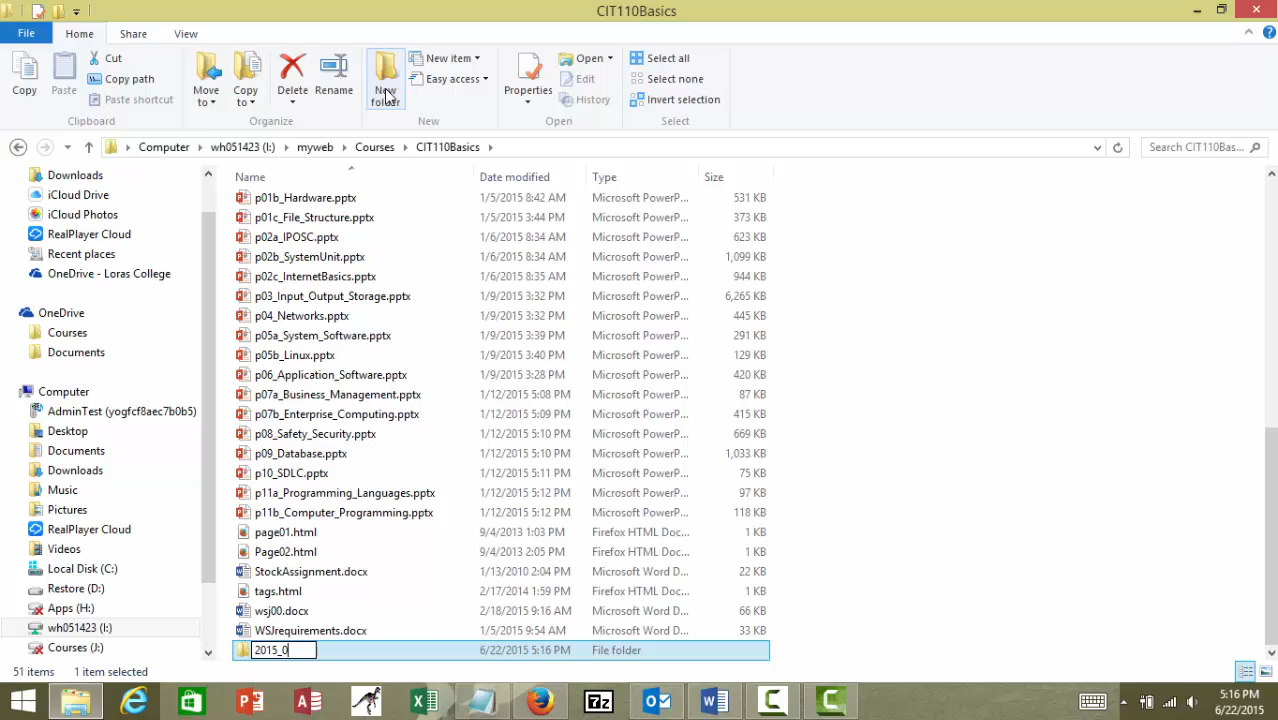 CIT110Basics
File Home Share View
Copy Paste Cut Copy path Paste shortcut Clipboard
Move to Copy to Delete Rename Organize
New folder New item Easy access New
Properties Open Edit History Open
Select all Select none Invert selection Select
Computer wh051423 (I:) myweb Courses CIT110Basics Search CIT110Bas...
Name Date modified Type Size
Downloads
iCloud Drive
iCloud Photos
RealPlayer Cloud
Recent places
OneDrive - Loras College
OneDrive
Courses
Documents
Computer
AdminTest (yogfcf8aec7b0b5)
Desktop
Documents
Downloads
Music
Pictures
RealPlayer Cloud
Videos
Local Disk (C:)
Restore (D:)
Apps (H:)
wh051423 (I:)
Courses (J:)
p01b_Hardware.pptx 1/5/2015 8:42 AM Microsoft PowerP... 531 KB
p01c_File_Structure.pptx 1/5/2015 3:44 PM Microsoft PowerP... 373 KB
p02a_IPOSC.pptx 1/6/2015 8:34 AM Microsoft PowerP... 623 KB
p02b_SystemUnit.pptx 1/6/2015 8:34 AM Microsoft PowerP... 1,099 KB
p02c_InternetBasics.pptx 1/6/2015 8:35 AM Microsoft PowerP... 944 KB
p03_Input_Output_Storage.pptx 1/9/2015 3:32 PM Microsoft PowerP... 6,265 KB
p04_Networks.pptx 1/9/2015 3:32 PM Microsoft PowerP... 445 KB
p05a_System_Software.pptx 1/9/2015 3:39 PM Microsoft PowerP... 291 KB
p05b_Linux.pptx 1/9/2015 3:40 PM Microsoft PowerP... 129 KB
p06_Application_Software.pptx 1/9/2015 3:28 PM Microsoft PowerP... 420 KB
p07a_Business_Management.pptx 1/12/2015 5:08 PM Microsoft PowerP... 87 KB
p07b_Enterprise_Computing.pptx 1/12/2015 5:09 PM Microsoft PowerP... 415 KB
p08_Safety_Security.pptx 1/12/2015 5:10 PM Microsoft PowerP... 669 KB
p09_Database.pptx 1/12/2015 5:10 PM Microsoft PowerP... 1,033 KB
p10_SDLC.pptx 1/12/2015 5:11 PM Microsoft PowerP... 75 KB
p11a_Programming_Languages.pptx 1/12/2015 5:12 PM Microsoft PowerP... 97 KB
p11b_Computer_Programming.pptx 1/12/2015 5:12 PM Microsoft PowerP... 118 KB
page01.html 9/4/2013 1:03 PM Firefox HTML Doc... 1 KB
Page02.html 9/4/2013 2:05 PM Firefox HTML Doc... 1 KB
StockAssignment.docx 1/13/2010 2:04 PM Microsoft Word D... 22 KB
tags.html 2/17/2014 1:59 PM Firefox HTML Doc... 1 KB
wsj00.docx 2/18/2015 9:16 AM Microsoft Word D... 66 KB
WSJrequirements.docx 1/5/2015 9:54 AM Microsoft Word D... 33 KB
2015_0 6/22/2015 5:16 PM File folder
51 items 1 item selected
5:16 PM
6/22/2015